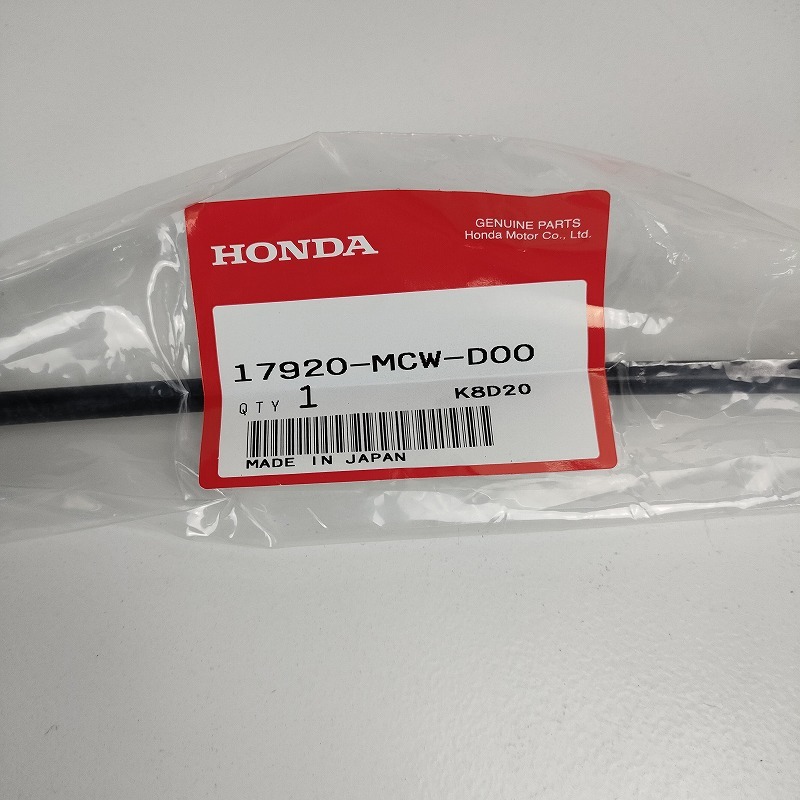 HONDA
GENUINE PARTS
Honda Motor Co., Ltd.
17920-MCW-D00
QTY 1 K8D20
MADE IN JAPAN